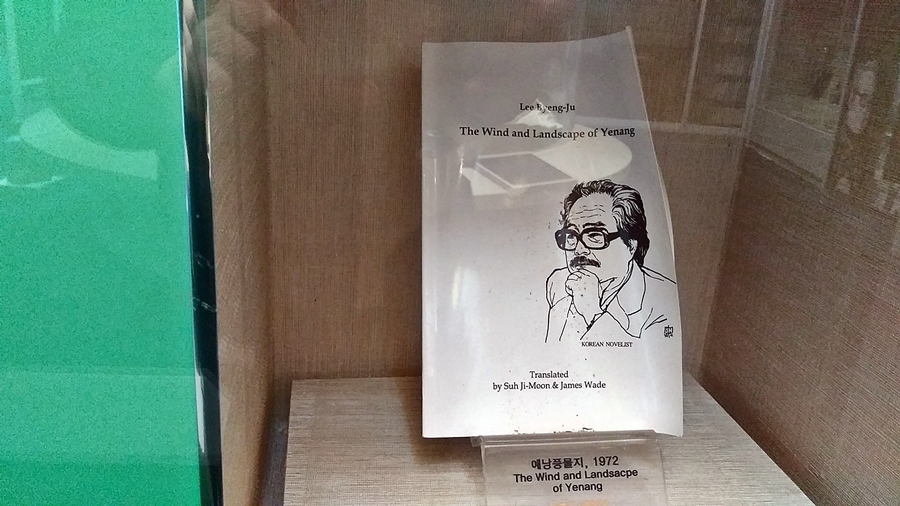 Lee Byeng-Ju
The Wind and Landscape of Yenang
KOREAN NOVELIST
Translated
by Suh Ji-Moon & James Wade
예낭풍물지, 1972
The Wind and Landsacpe
of Yenang